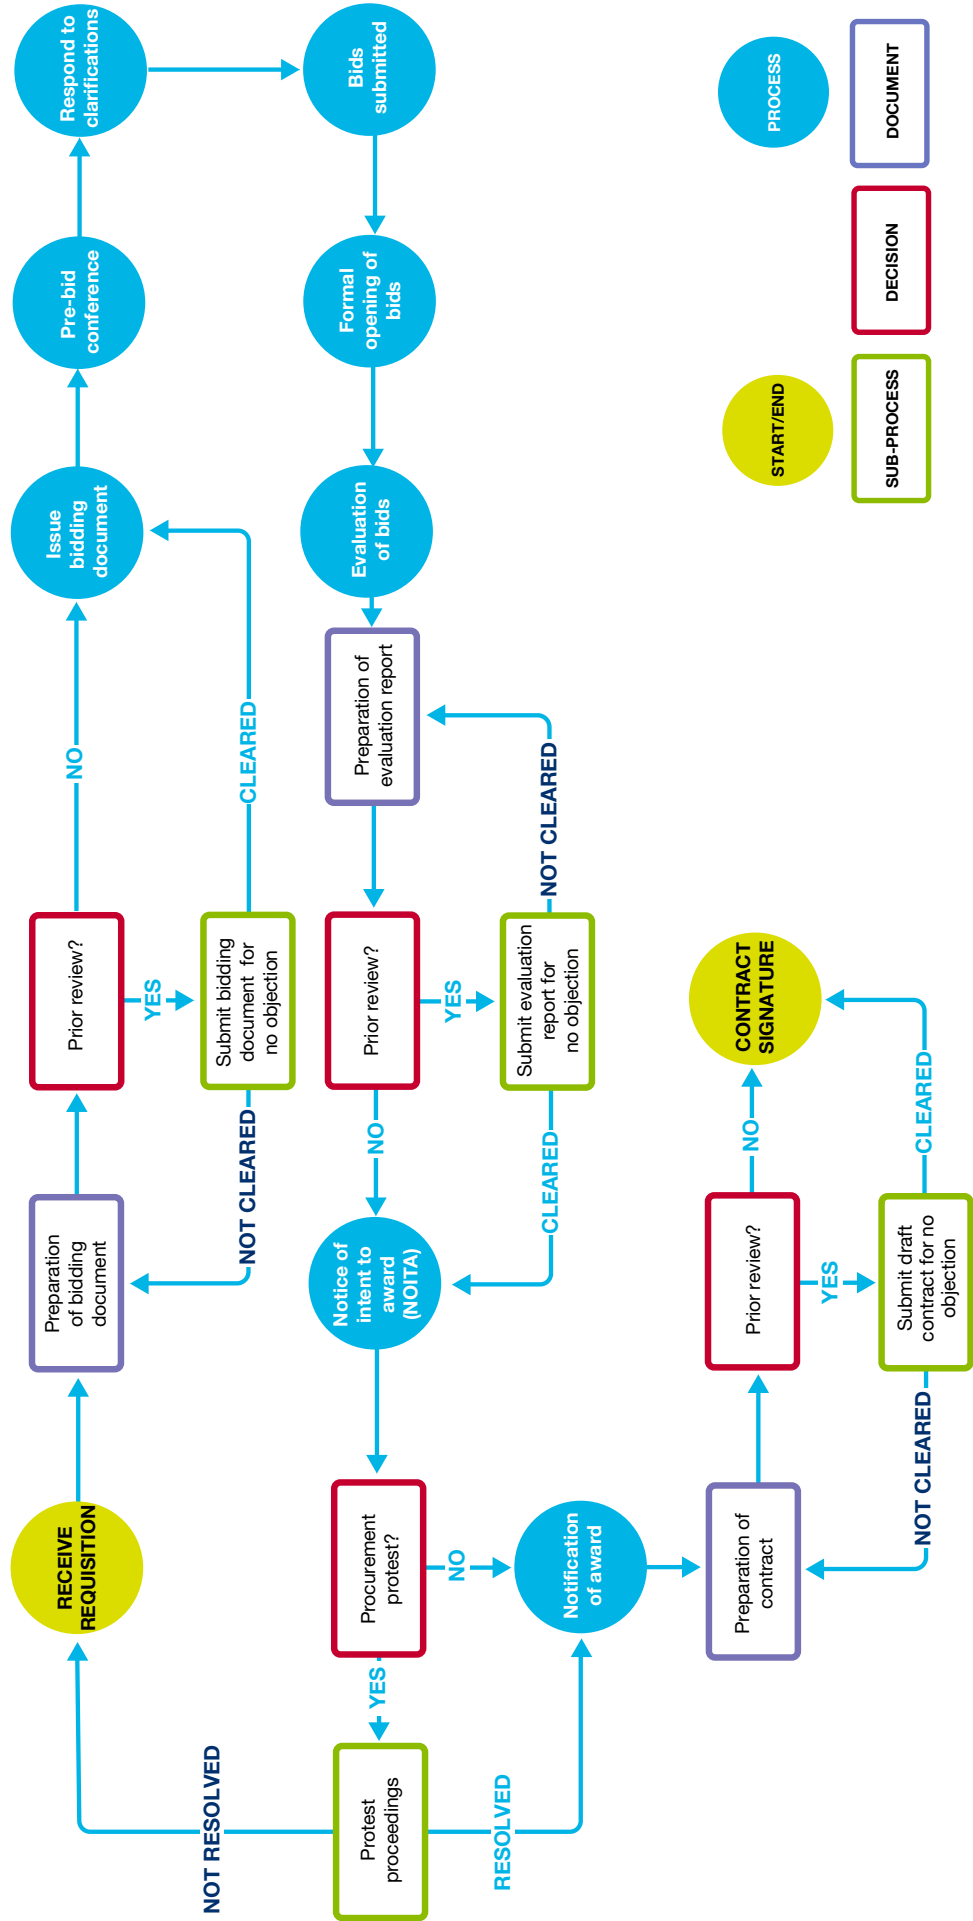 RECEIVE
REQUISITION
Preparation
of bidding
document
Prior review?
NO
Issue
bidding
document
Pre-bid
conference
Respond to
clarifications
YES
Submit bidding
document for
no objection
NOT CLEARED
CLEARED
Bids
submitted
Formal
opening of
bids
Evaluation
of bids
Preparation of
evaluation report
Prior review?
YES
Submit evaluation
report for
no objection
NOT CLEARED
CLEARED
NO
Notice of
intent to
award
(NOITA)
Procurement
protest?
YES
Protest
proceedings
NOT RESOLVED
RESOLVED
NO
Notification
of award
Preparation of
contract
Prior review?
NO
CONTRACT
SIGNATURE
YES
Submit draft
contract for no
objection
NOT CLEARED
CLEARED
START/END
PROCESS
SUB-PROCESS
DECISION
DOCUMENT